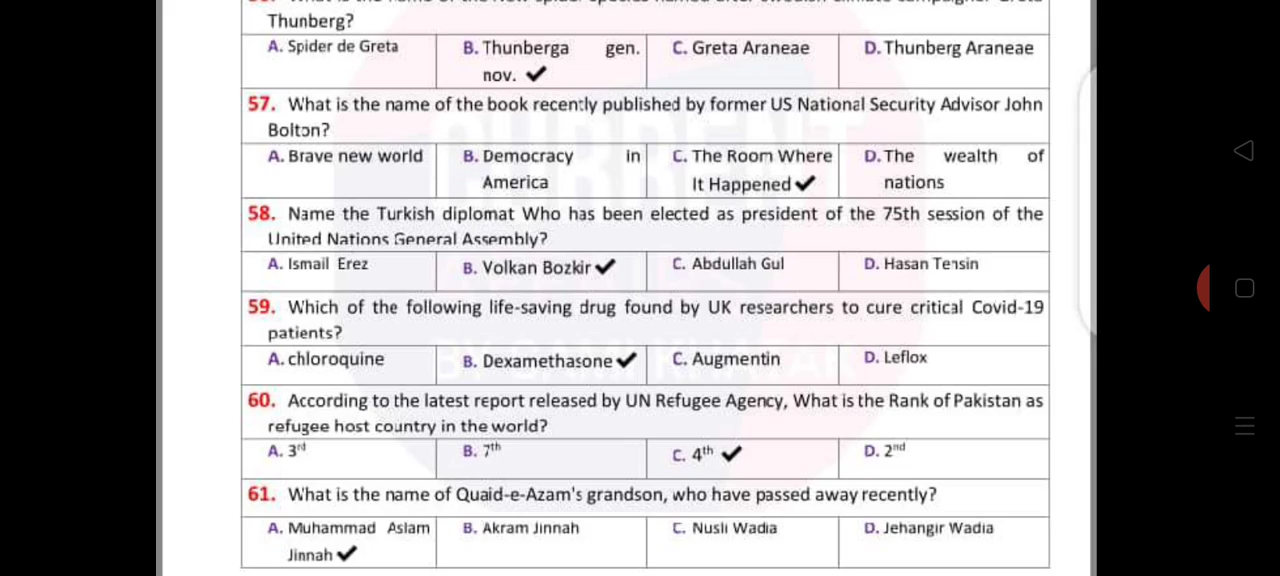 Thunberg?
A. Spider de Greta B. Thunberga gen. C. Greta Araneae D. Thunberg Araneae
nov. ✔
57. What is the name of the book recently published by former US National Security Advisor John
Bolton?
A. Brave new world B. Democracy in C. The Room Where D. The wealth of
America It Happened ✔ nations
58. Name the Turkish diplomat Who has been elected as president of the 75th session of the
United Nations General Assembly?
A. Ismail Erez B. Volkan Bozkir ✔ C. Abdullah Gul D. Hasan Tensin
59. Which of the following life-saving drug found by UK researchers to cure critical Covid-19
patients?
A. chloroquine B. Dexamethasone ✔ C. Augmentin D. Leflox
60. According to the latest report released by UN Refugee Agency, What is the Rank of Pakistan as
refugee host country in the world?
A. 3rd B. 7th C. 4th ✔ D. 2nd
61. What is the name of Quaid-e-Azam's grandson, who have passed away recently?
A. Muhammad Aslam B. Akram Jinnah C. Nusli Wadia D. Jehangir Wadia
Jinnah ✔